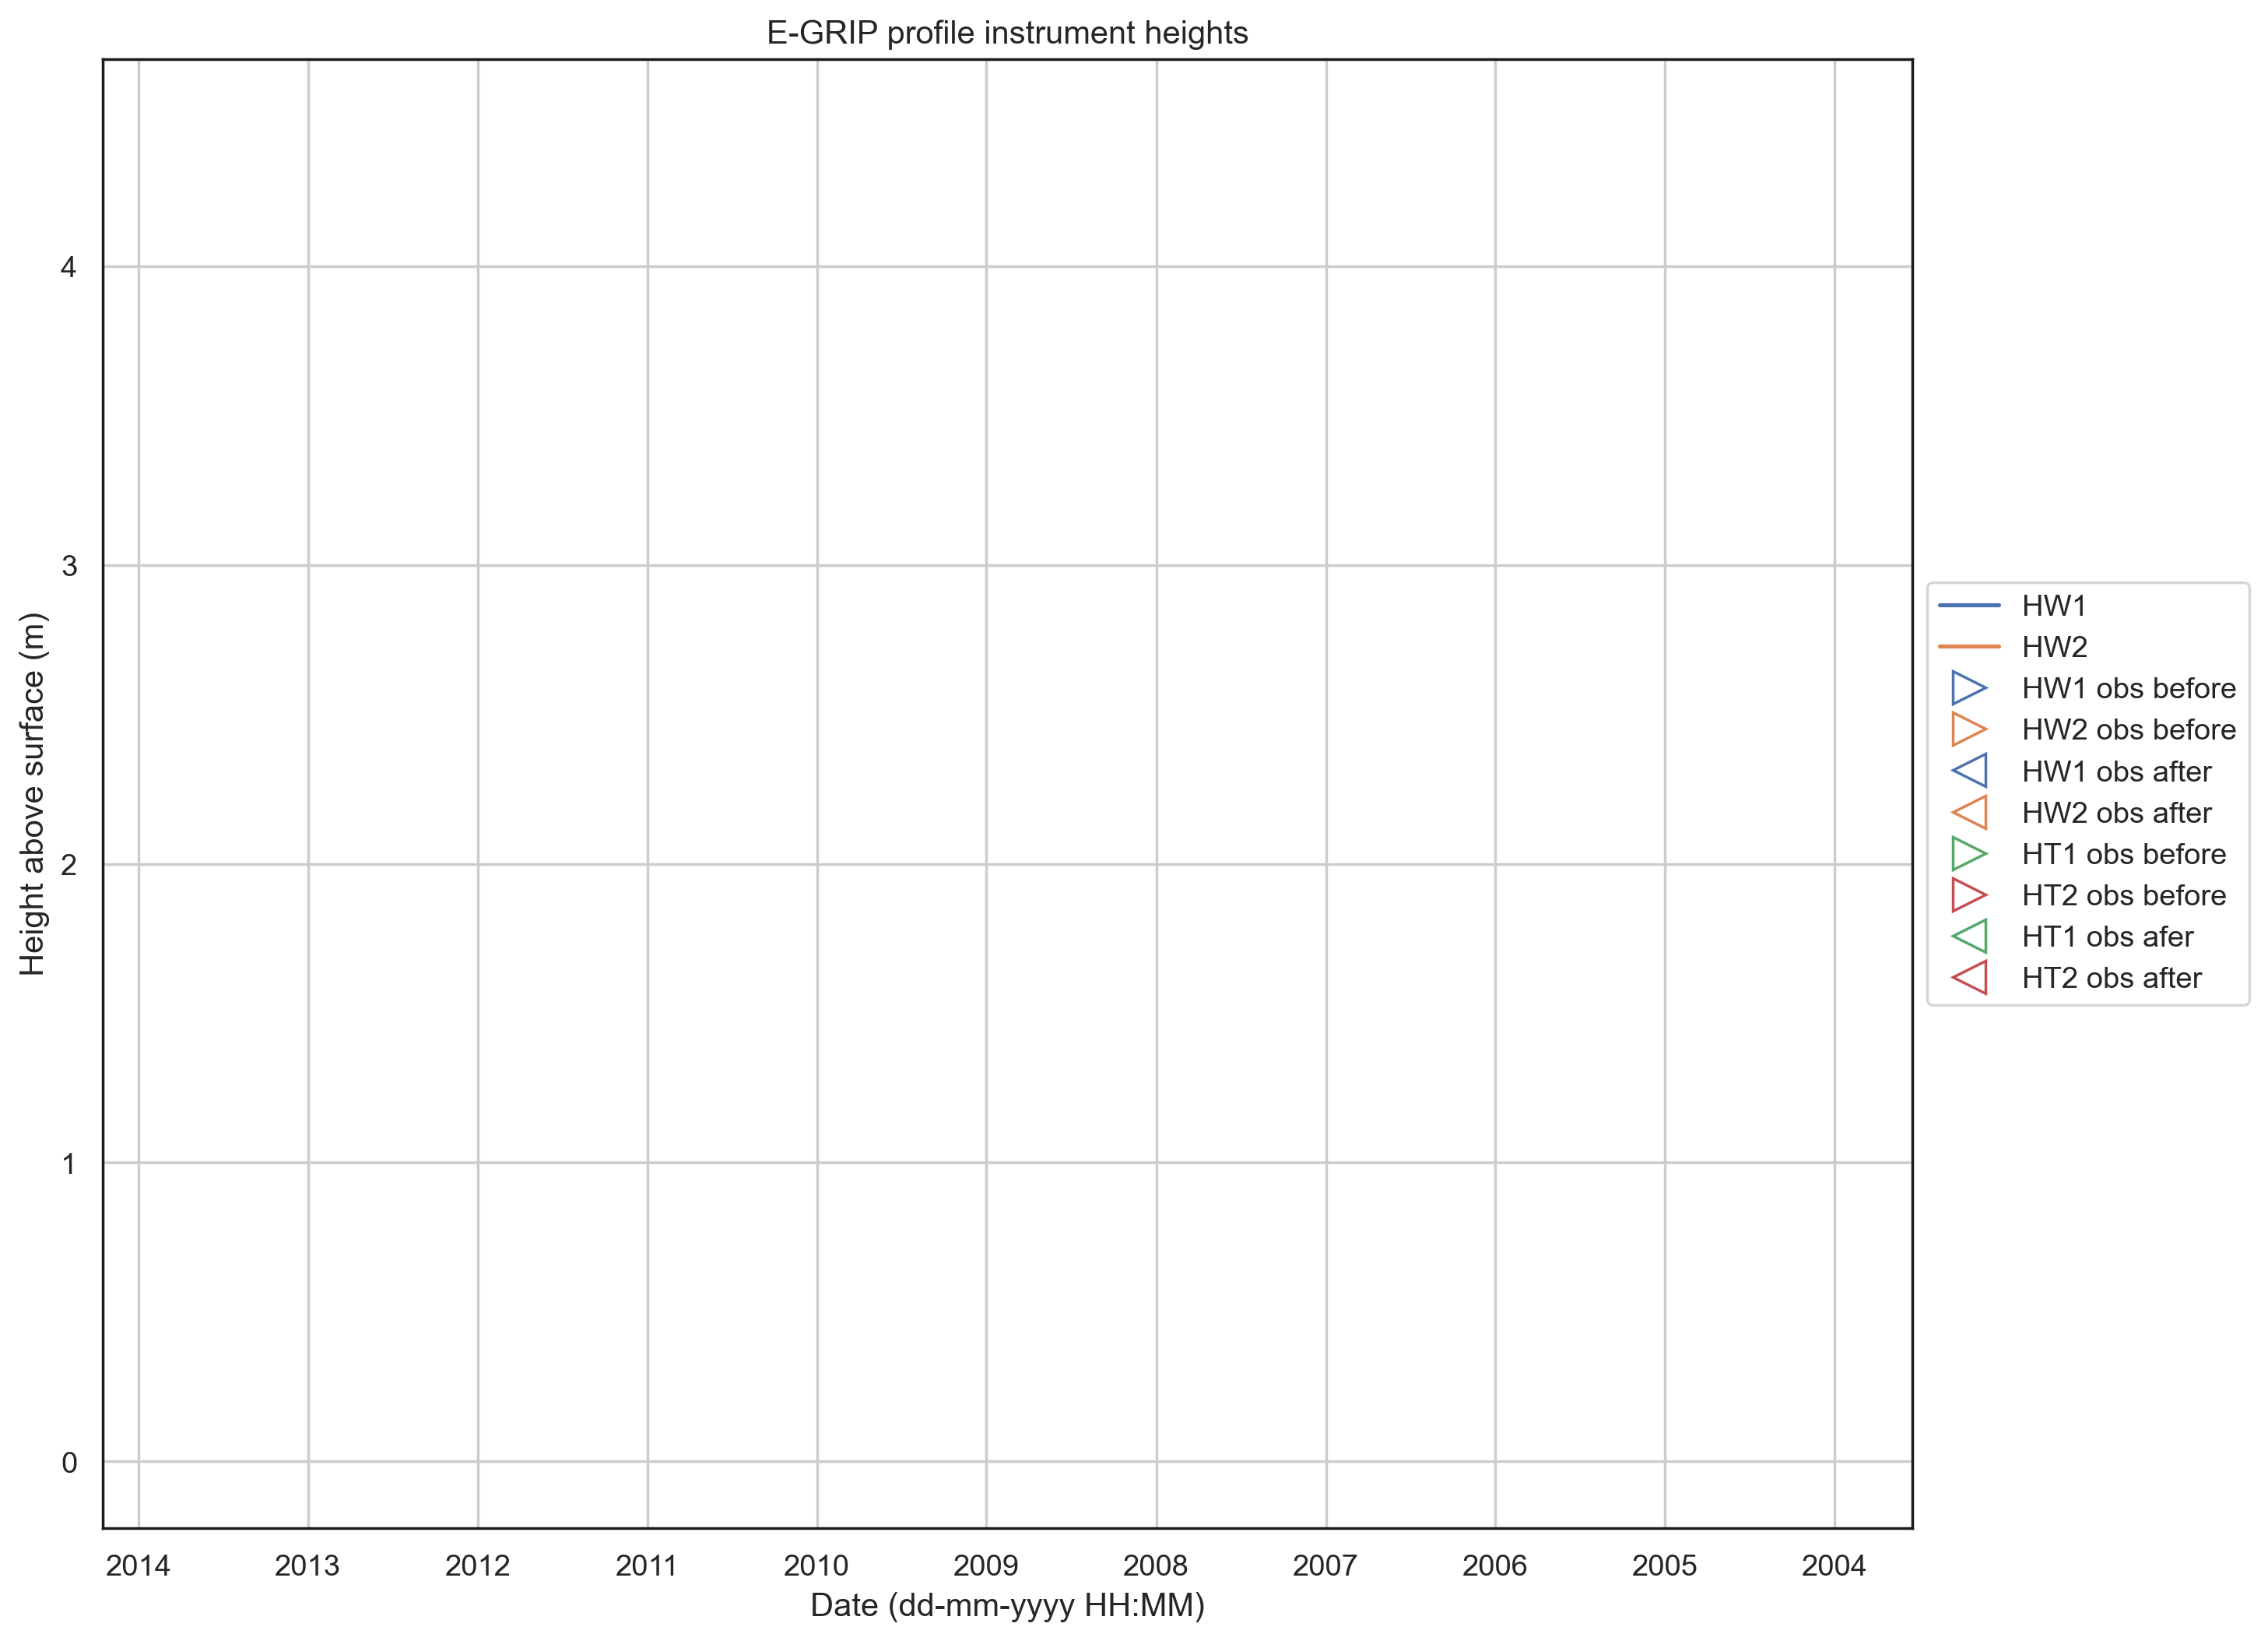 E-GRIP profile instrument heights
4
3
2
1
0
Height above surface (m)
2014 2013 2012 2011 2010 2009 2008 2007 2006 2005 2004
Date (dd-mm-yyyy HH:MM)
HW1
HW2
HW1 obs before
HW2 obs before
HW1 obs after
HW2 obs after
HT1 obs before
HT2 obs before
HT1 obs afer
HT2 obs after